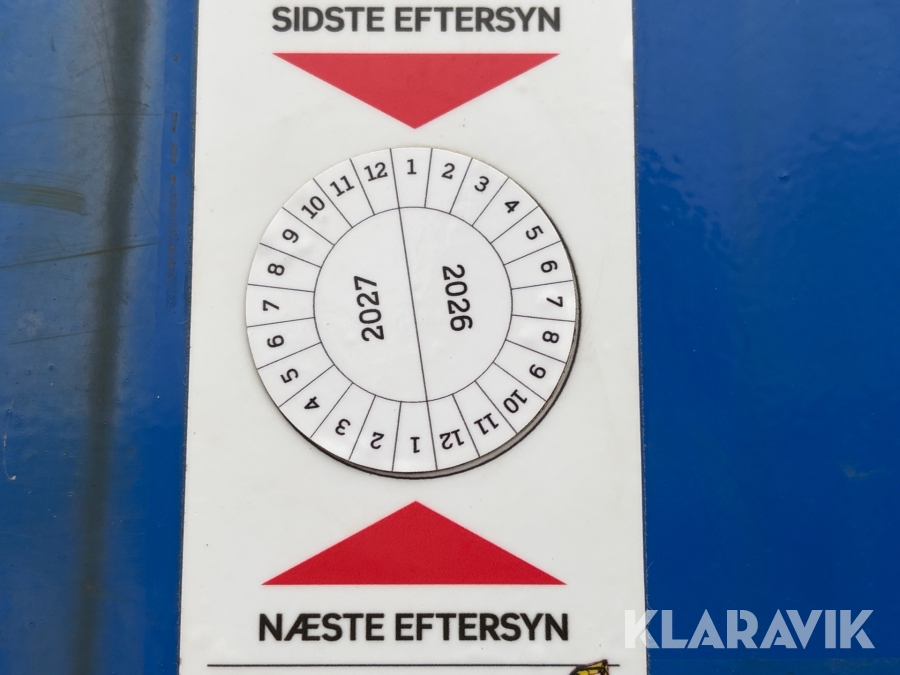 SIDSTE EFTERSYN
1 2 3 4 5 6 7 8 9 10 11 12
2026
1 2 3 4 5 6 7 8 9 10 11 12
2027
NÆSTE EFTERSYN
KLARAVIK